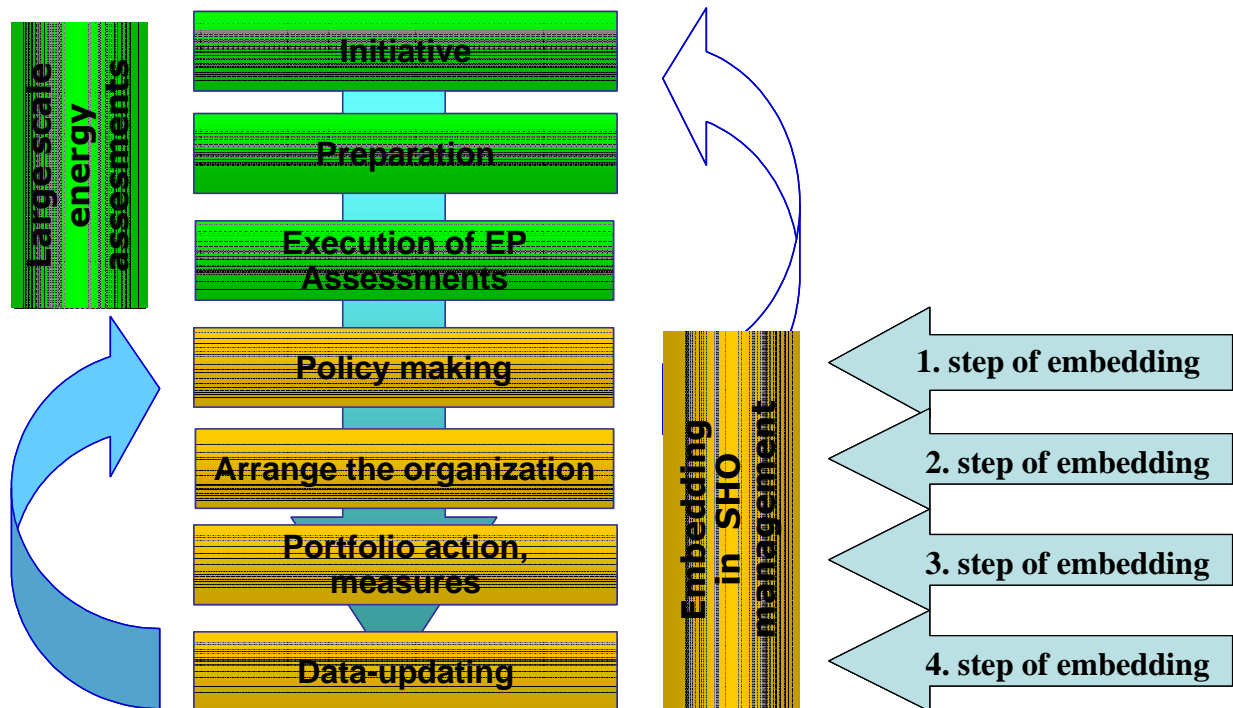 Large-scale
energy
assesments
Initiative
Preparation
Execution of EP
Assessments
Policy making
Arrange the organization
Portfolio action,
measures
Data-updating
Embedding
in SHO
management
1. step of embedding
2. step of embedding
3. step of embedding
4. step of embedding